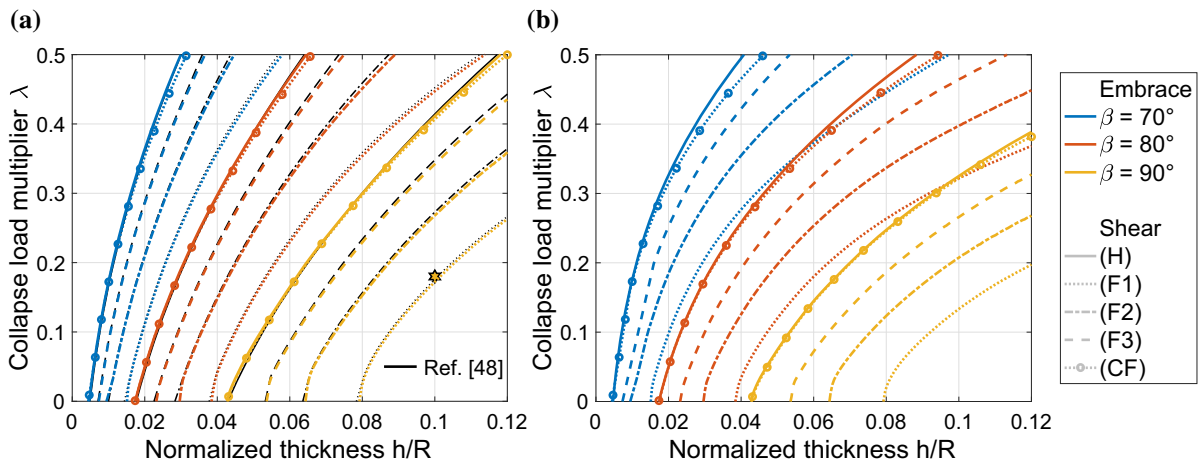 (a)
Collapse load multiplier λ
0.5
0.4
0.3
0.2
0.1
0
0 0.02 0.04 0.06 0.08 0.1 0.12
Normalized thickness h/R
Ref. [48]
(b)
Collapse load multiplier λ
0.5
0.4
0.3
0.2
0.1
0
0 0.02 0.04 0.06 0.08 0.1 0.12
Normalized thickness h/R
Embrace
β = 70°
β = 80°
β = 90°
Shear
(H)
(F1)
(F2)
(F3)
(CF)